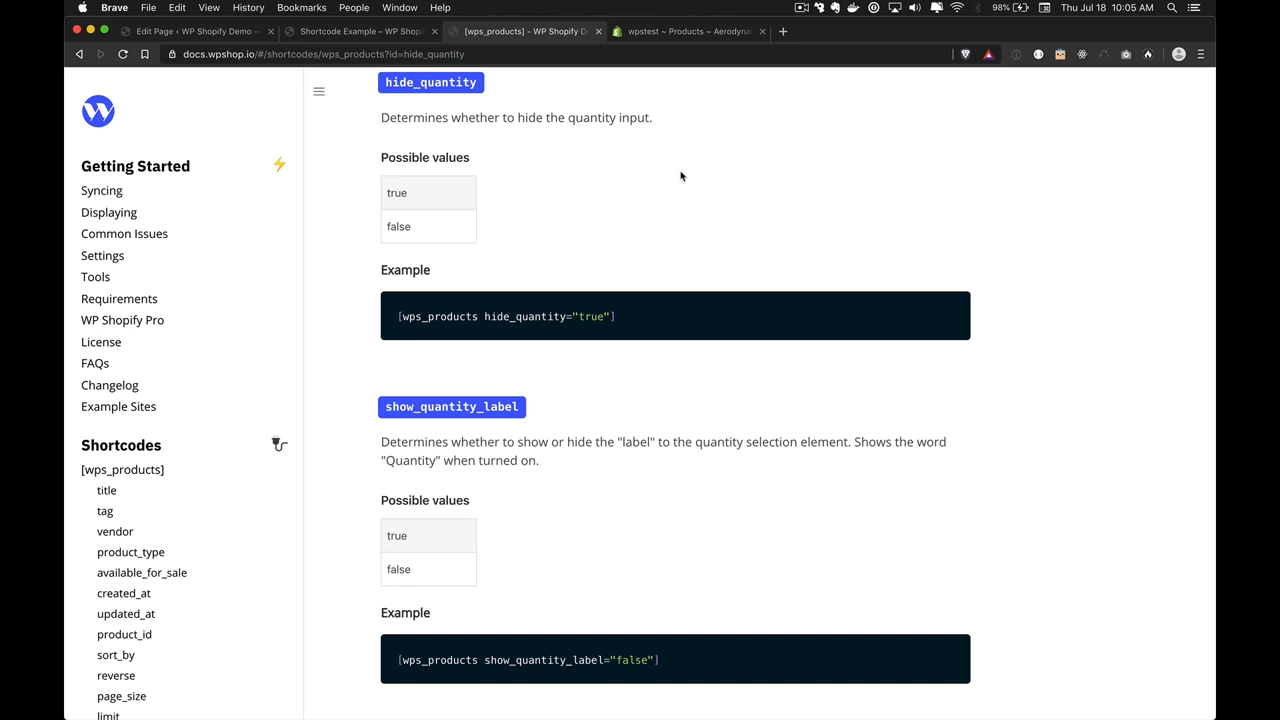 Brave File Edit View History Bookmarks People Window Help 98% Thu Jul 18 10:05 AM
Edit Page ‹ WP Shopify Demo — Shortcode Example – WP Shopify [wps_products] - WP Shopify D wpstest ~ Products ~ Aerodyna
docs.wpshop.io/#/shortcodes/wps_products?id=hide_quantity
Getting Started
Syncing
Displaying
Common Issues
Settings
Tools
Requirements
WP Shopify Pro
License
FAQs
Changelog
Example Sites
Shortcodes
[wps_products]
title
tag
vendor
product_type
available_for_sale
created_at
updated_at
product_id
sort_by
reverse
page_size
limit
hide_quantity
Determines whether to hide the quantity input.
Possible values
true
false
Example
[wps_products hide_quantity="true"]
show_quantity_label
Determines whether to show or hide the "label" to the quantity selection element. Shows the word
"Quantity" when turned on.
Possible values
true
false
Example
[wps_products show_quantity_label="false"]